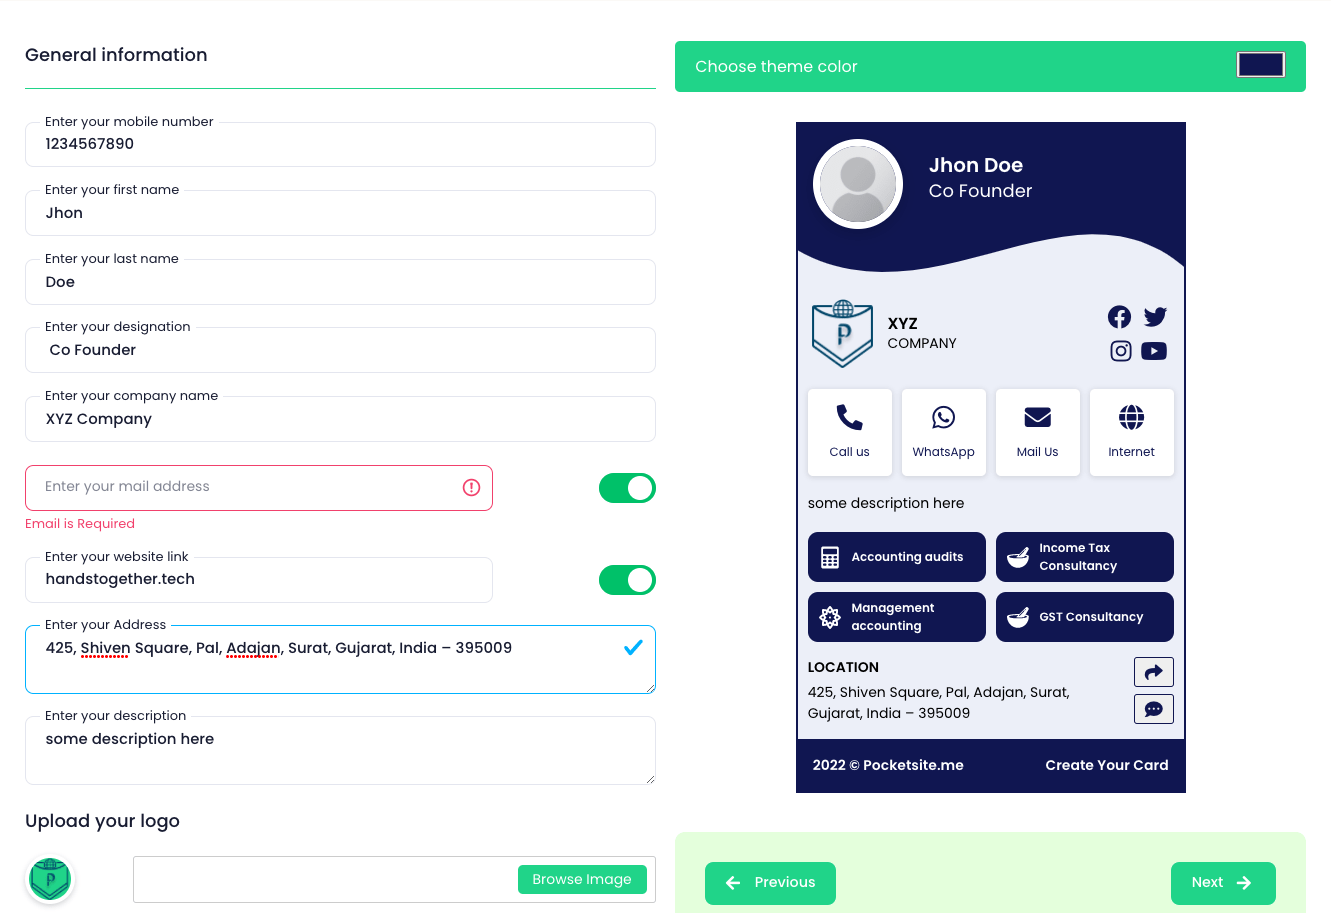 General information
Enter your mobile number
1234567890
Enter your first name
Jhon
Enter your last name
Doe
Enter your designation
Co Founder
Enter your company name
XYZ Company
Enter your mail address
Email is Required
Enter your website link
handstogether.tech
Enter your Address
425, Shiven Square, Pal, Adajan, Surat, Gujarat, India – 395009
Enter your description
some description here
Upload your logo
P
Browse Image
Choose theme color
Jhon Doe
Co Founder
P
XYZ
COMPANY
Call us
WhatsApp
Mail Us
Internet
some description here
Accounting audits
Income Tax
Consultancy
Management
accounting
GST Consultancy
LOCATION
425, Shiven Square, Pal, Adajan, Surat,
Gujarat, India – 395009
2022 © Pocketsite.me
Create Your Card
Previous
Next